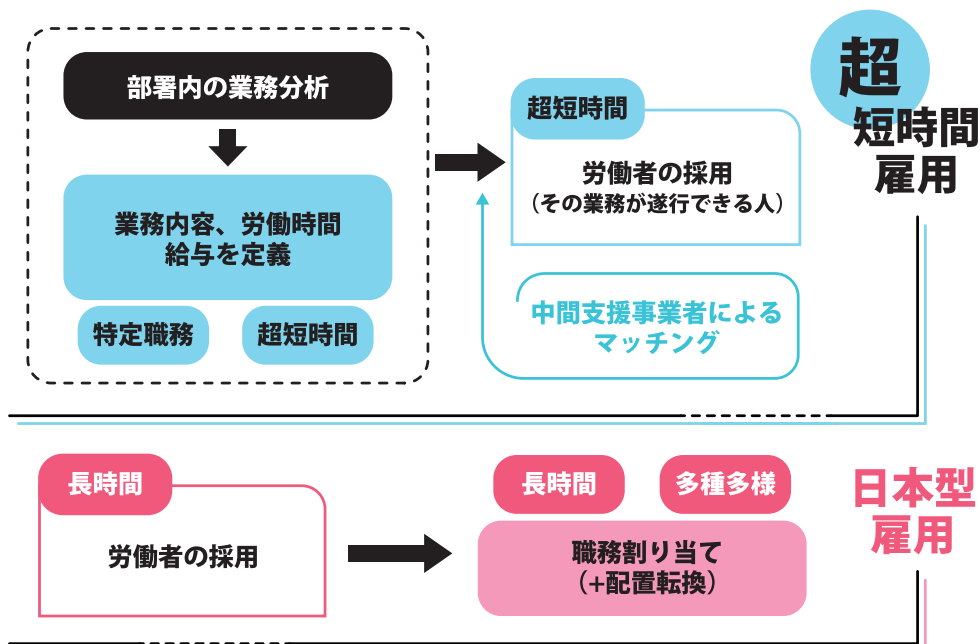 超
短時間
雇用
部署内の業務分析
業務内容、労働時間
給与を定義
特定職務
超短時間
超短時間
労働者の採用
（その業務が遂行できる人）
中間支援事業者による
マッチング
日本型
雇用
長時間
労働者の採用
長時間
多種多様
職務割り当て
（+配置転換）